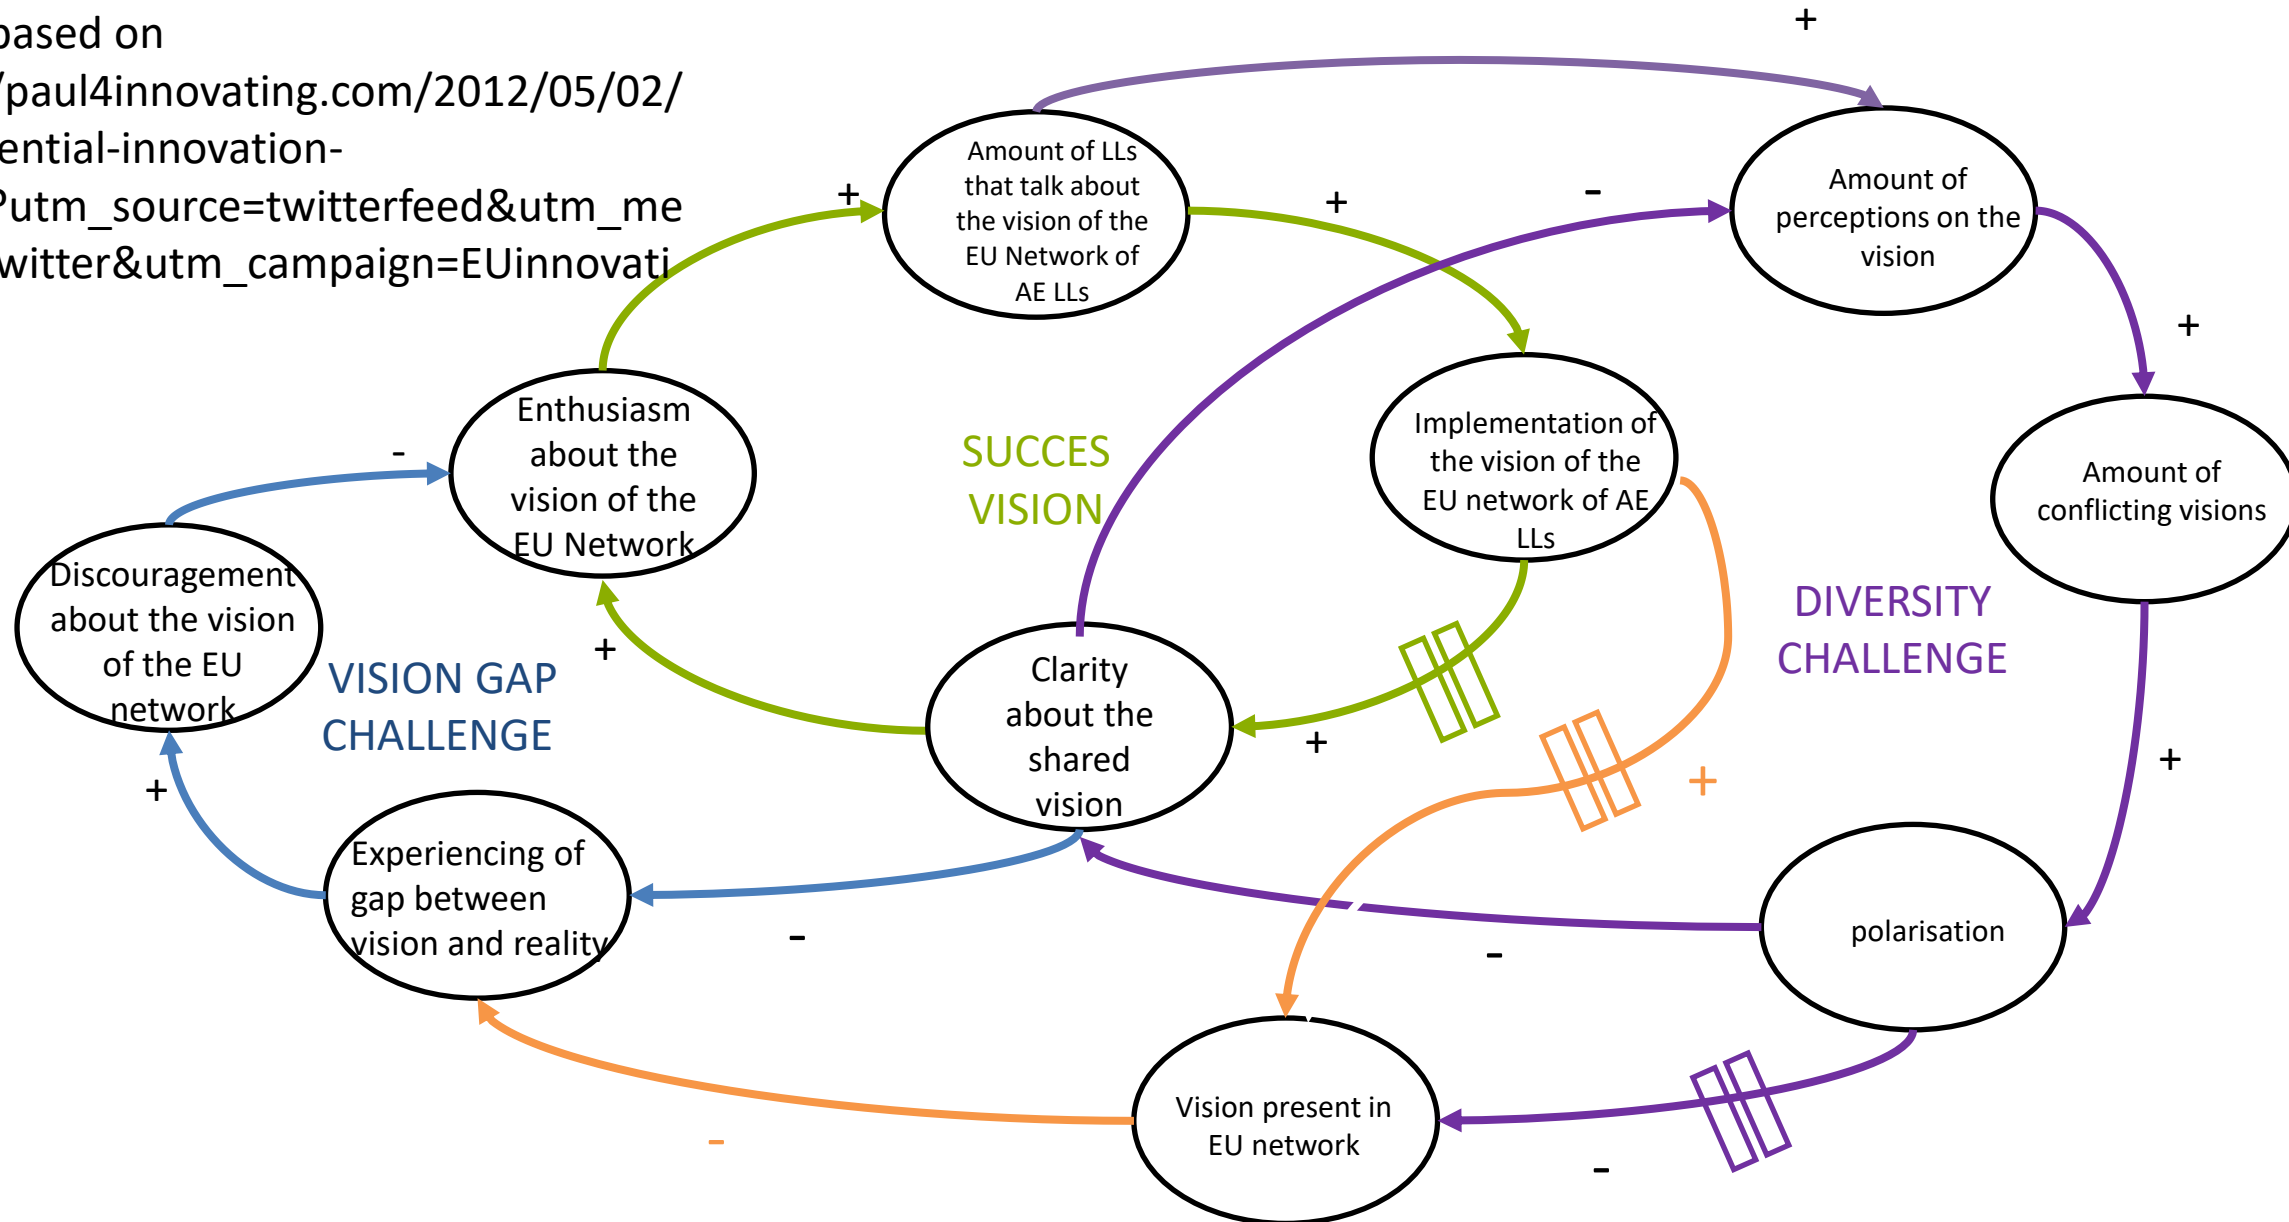 based on
/paul4innovating.com/2012/05/02/
ential-innovation-
?utm_source=twitterfeed&utm_me
witter&utm_campaign=EUinnovati
+
Amount of LLs
that talk about
the vision of the
EU Network of
AE LLs
+
+
-
Amount of
perceptions on the
vision
+
Enthusiasm
about the
vision of the
EU Network
-
SUCCES
VISION
Implementation of
the vision of the
EU network of AE
LLs
Amount of
conflicting visions
Discouragement
about the vision
of the EU
network
VISION GAP
CHALLENGE
+
Clarity
about the
shared
vision
+
DIVERSITY
CHALLENGE
+
+
+
Experiencing of
gap between
vision and reality
-
-
polarisation
Vision present in
EU network
-
-